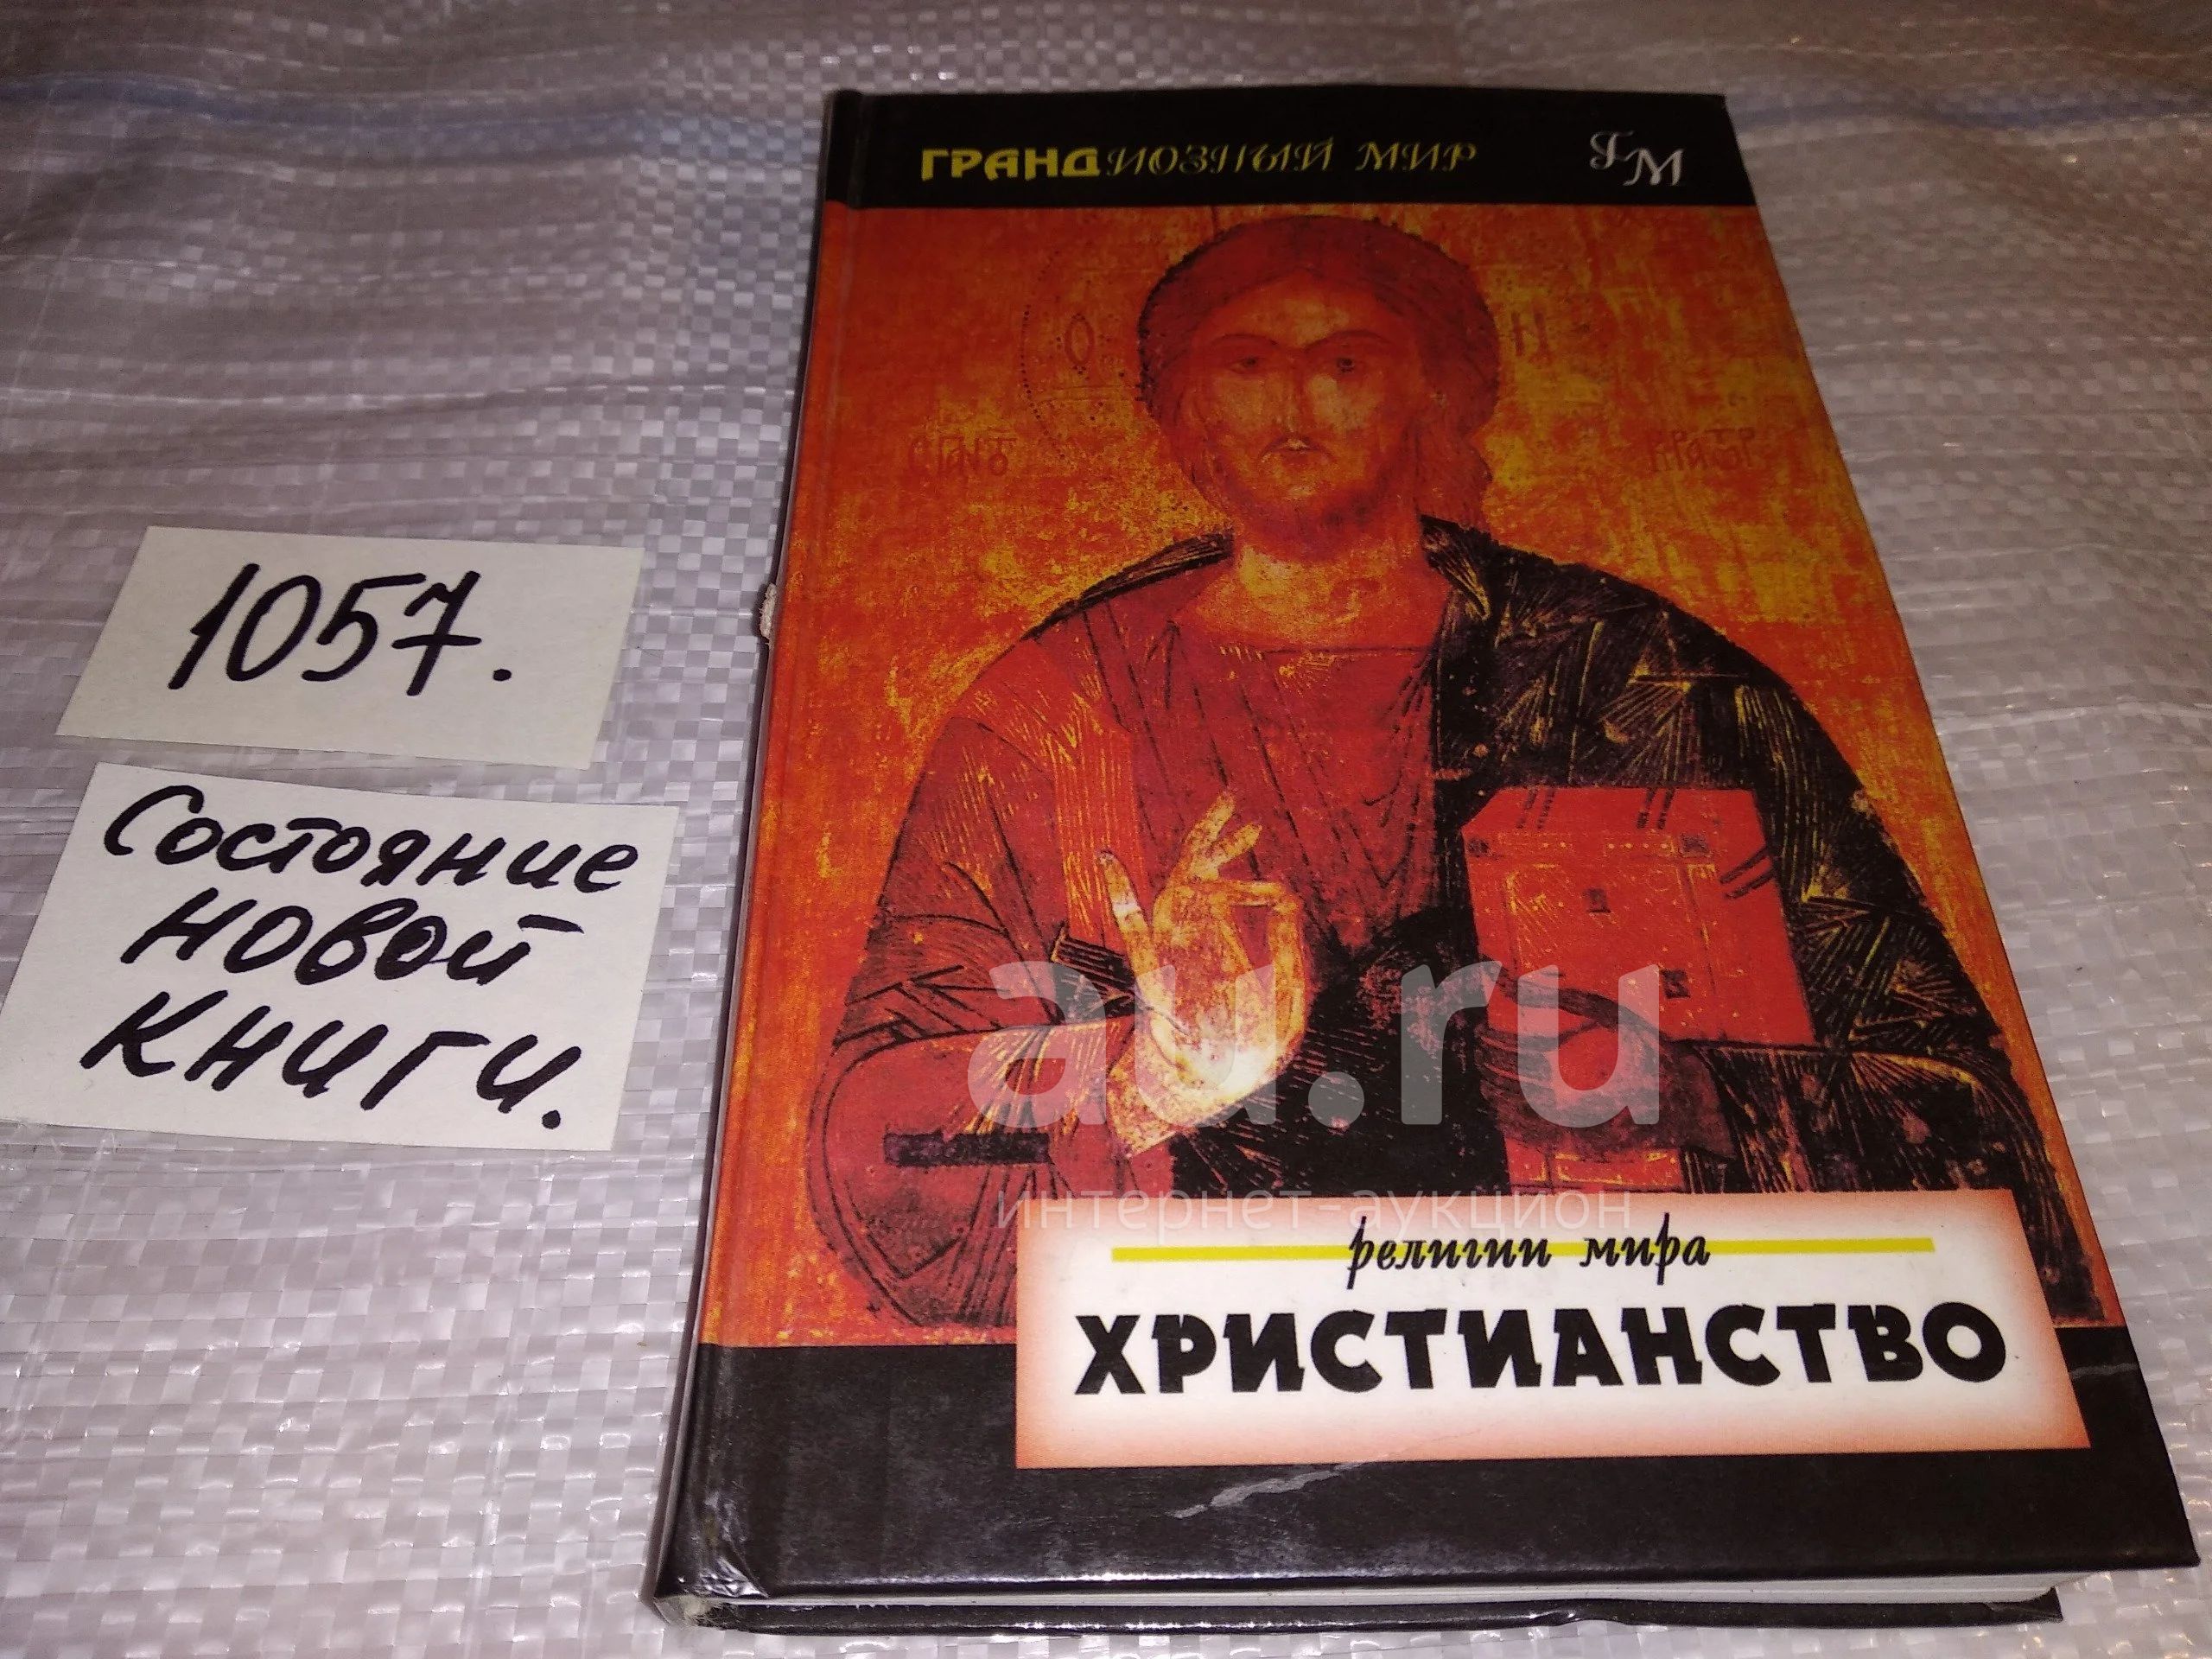 ГРАНДИОЗНЫЙ МИР
ГМ
1057.
Состояние
новой
книги.
au.ru
интернет-аукцион
религии мира
ХРИСТИАНСТВО